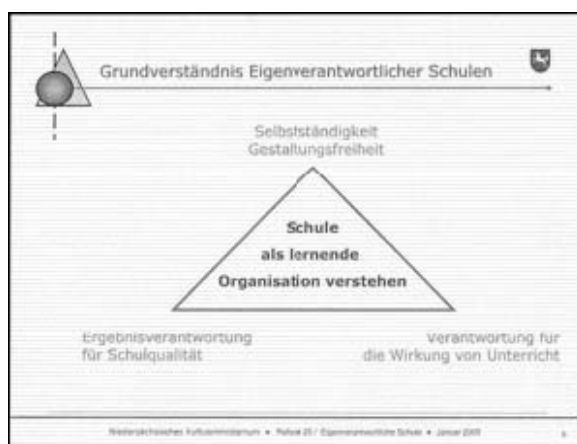 Grundverständnis Eigenverantwortlicher Schulen
Selbstständigkeit
Gestaltungsfreiheit
Schule
als lernende
Organisation verstehen
Ergebnisverantwortung
für Schulqualität
Verantwortung für
die Wirkung von Unterricht
Niedersächsisches Kultusministerium • Referat 25 / Eigenverantwortliche Schule • Januar 2005